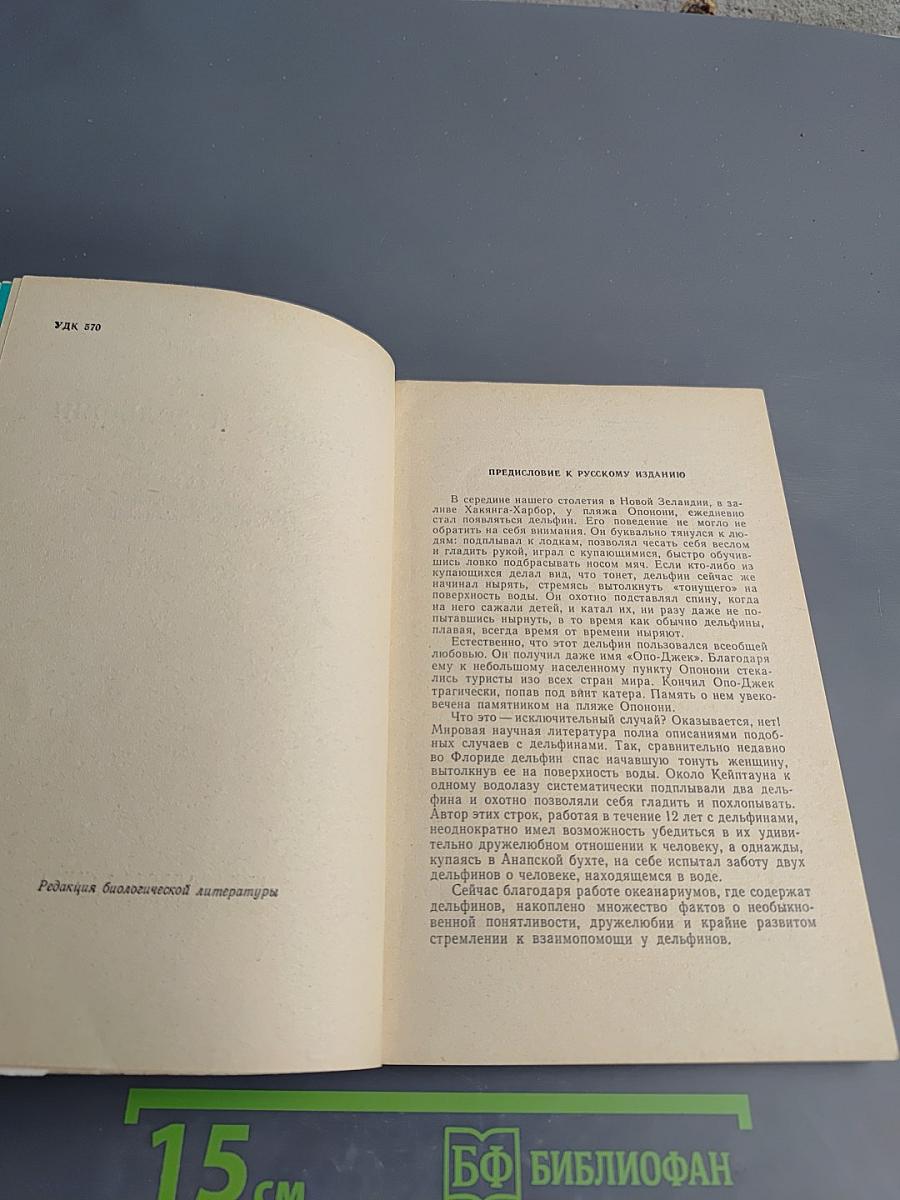 УДК 570
Редакция биологической литературы
ПРЕДИСЛОВИЕ К РУССКОМУ ИЗДАНИЮ
В середине нашего столетия в Новой Зеландии, в за-
ливе Хакянга-Харбор, у пляжа Опонони, ежедневно
стал появляться дельфин. Его поведение не могло не
обратить на себя внимания. Он буквально тянулся к лю-
дям: подплывал к лодкам, позволял чесать себя веслом
и гладить рукой, играл с купающимися, быстро обучив-
шись ловко подбрасывать носом мяч. Если кто-либо из
купающихся делал вид, что тонет, дельфин сейчас же
начинал нырять, стремясь вытолкнуть «тонущего» на
поверхность воды. Он охотно подставлял спину, когда
на него сажали детей, и катал их, ни разу даже не по-
пытавшись нырнуть, в то время как обычно дельфины,
плавая, всегда время от времени ныряют.
Естественно, что этот дельфин пользовался всеобщей
любовью. Он получил даже имя «Опо-Джек». Благодаря
ему к небольшому населенному пункту Опонони стека-
лись туристы изо всех стран мира. Кончил Опо-Джек
трагически, попав под винт катера. Память о нем увеко-
вечена памятником на пляже Опонони.
Что это — исключительный случай? Оказывается, нет!
Мировая научная литература полна описаниями подоб-
ных случаев с дельфинами. Так, сравнительно недавно
во Флориде дельфин спас начавшую тонуть женщину,
вытолкнув ее на поверхность воды. Около Кейптауна к
одному водолазу систематически подплывали два дель-
фина и охотно позволяли себя гладить и похлопывать.
Автор этих строк, работая в течение 12 лет с дельфинами,
неоднократно имел возможность убедиться в их удиви-
тельно дружелюбном отношении к человеку, а однажды,
купаясь в Анапской бухте, на себе испытал заботу двух
дельфинов о человеке, находящемся в воде.
Сейчас благодаря работе океанариумов, где содержат
дельфинов, накоплено множество фактов о необыкно-
венной понятливости, дружелюбии и крайне развитом
стремлении к взаимопомощи у дельфинов.
15 см
БФ БИБЛИОФАН